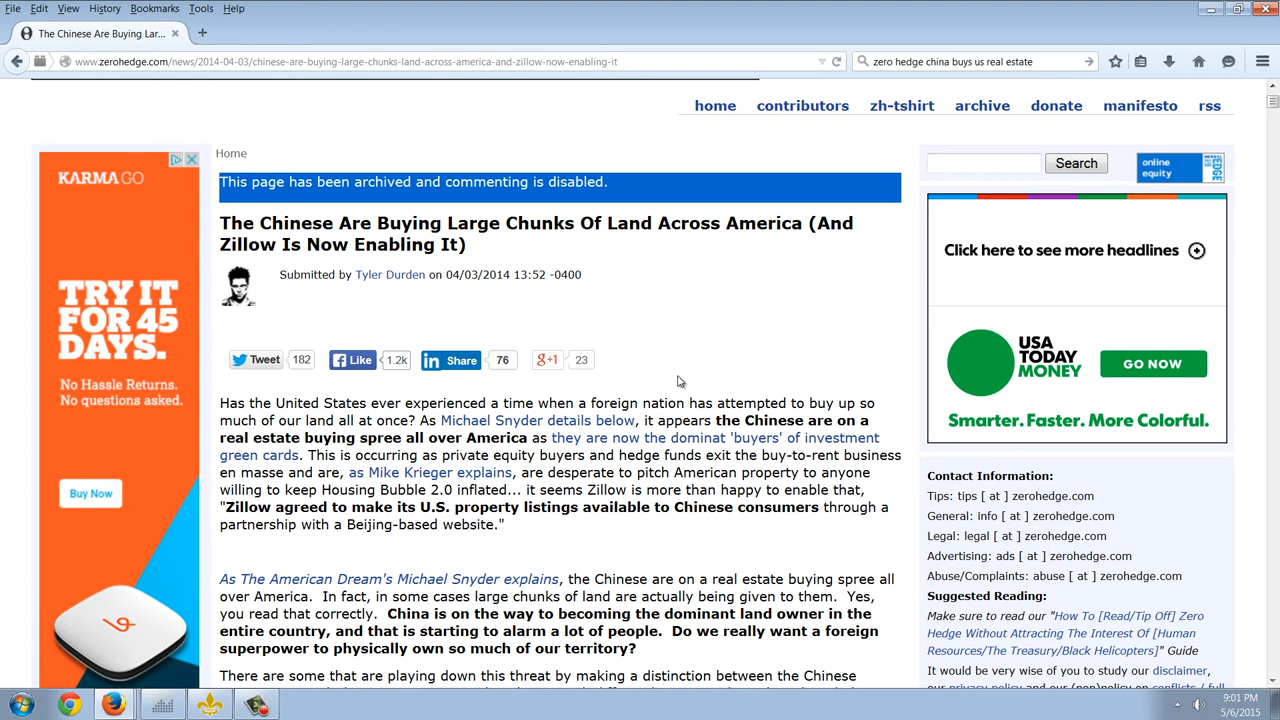 File Edit View History Bookmarks Tools Help
The Chinese Are Buying Lar...
www.zerohedge.com/news/2014-04-03/chinese-are-buying-large-chunks-land-across-america-and-zillow-now-enabling-it
zero hedge china buys us real estate
home contributors zh-tshirt archive donate manifesto rss
KARMA GO
TRY IT
FOR 45
DAYS.
No Hassle Returns.
No questions asked.
Buy Now
Home
This page has been archived and commenting is disabled.
The Chinese Are Buying Large Chunks Of Land Across America (And
Zillow Is Now Enabling It)
Submitted by Tyler Durden on 04/03/2014 13:52 -0400
Tweet 182 Like 1.2k in Share 76 g+1 23
Has the United States ever experienced a time when a foreign nation has attempted to buy up so
much of our land all at once? As Michael Snyder details below, it appears the Chinese are on a
real estate buying spree all over America as they are now the dominat 'buyers' of investment
green cards. This is occurring as private equity buyers and hedge funds exit the buy-to-rent business
en masse and are, as Mike Krieger explains, are desperate to pitch American property to anyone
willing to keep Housing Bubble 2.0 inflated... it seems Zillow is more than happy to enable that,
"Zillow agreed to make its U.S. property listings available to Chinese consumers through a
partnership with a Beijing-based website."
As The American Dream's Michael Snyder explains, the Chinese are on a real estate buying spree all
over America. In fact, in some cases large chunks of land are actually being given to them. Yes,
you read that correctly. China is on the way to becoming the dominant land owner in the
entire country, and that is starting to alarm a lot of people. Do we really want a foreign
superpower to physically own so much of our territory?
There are some that are playing down this threat by making a distinction between the Chinese
Search
online
equity
EDGE
Click here to see more headlines
USA
TODAY
MONEY
GO NOW
Smarter. Faster. More Colorful.
Contact Information:
Tips: tips [ at ] zerohedge.com
General: info [ at ] zerohedge.com
Legal: legal [ at ] zerohedge.com
Advertising: ads [ at ] zerohedge.com
Abuse/Complaints: abuse [ at ] zerohedge.com
Suggested Reading:
Make sure to read our "How To [Read/Tip Off] Zero
Hedge Without Attracting The Interest Of [Human
Resources/The Treasury/Black Helicopters]" Guide
It would be very wise of you to study our disclaimer,
our privacy policy and our (non)policy on conflicts / full
9:01 PM
5/6/2015